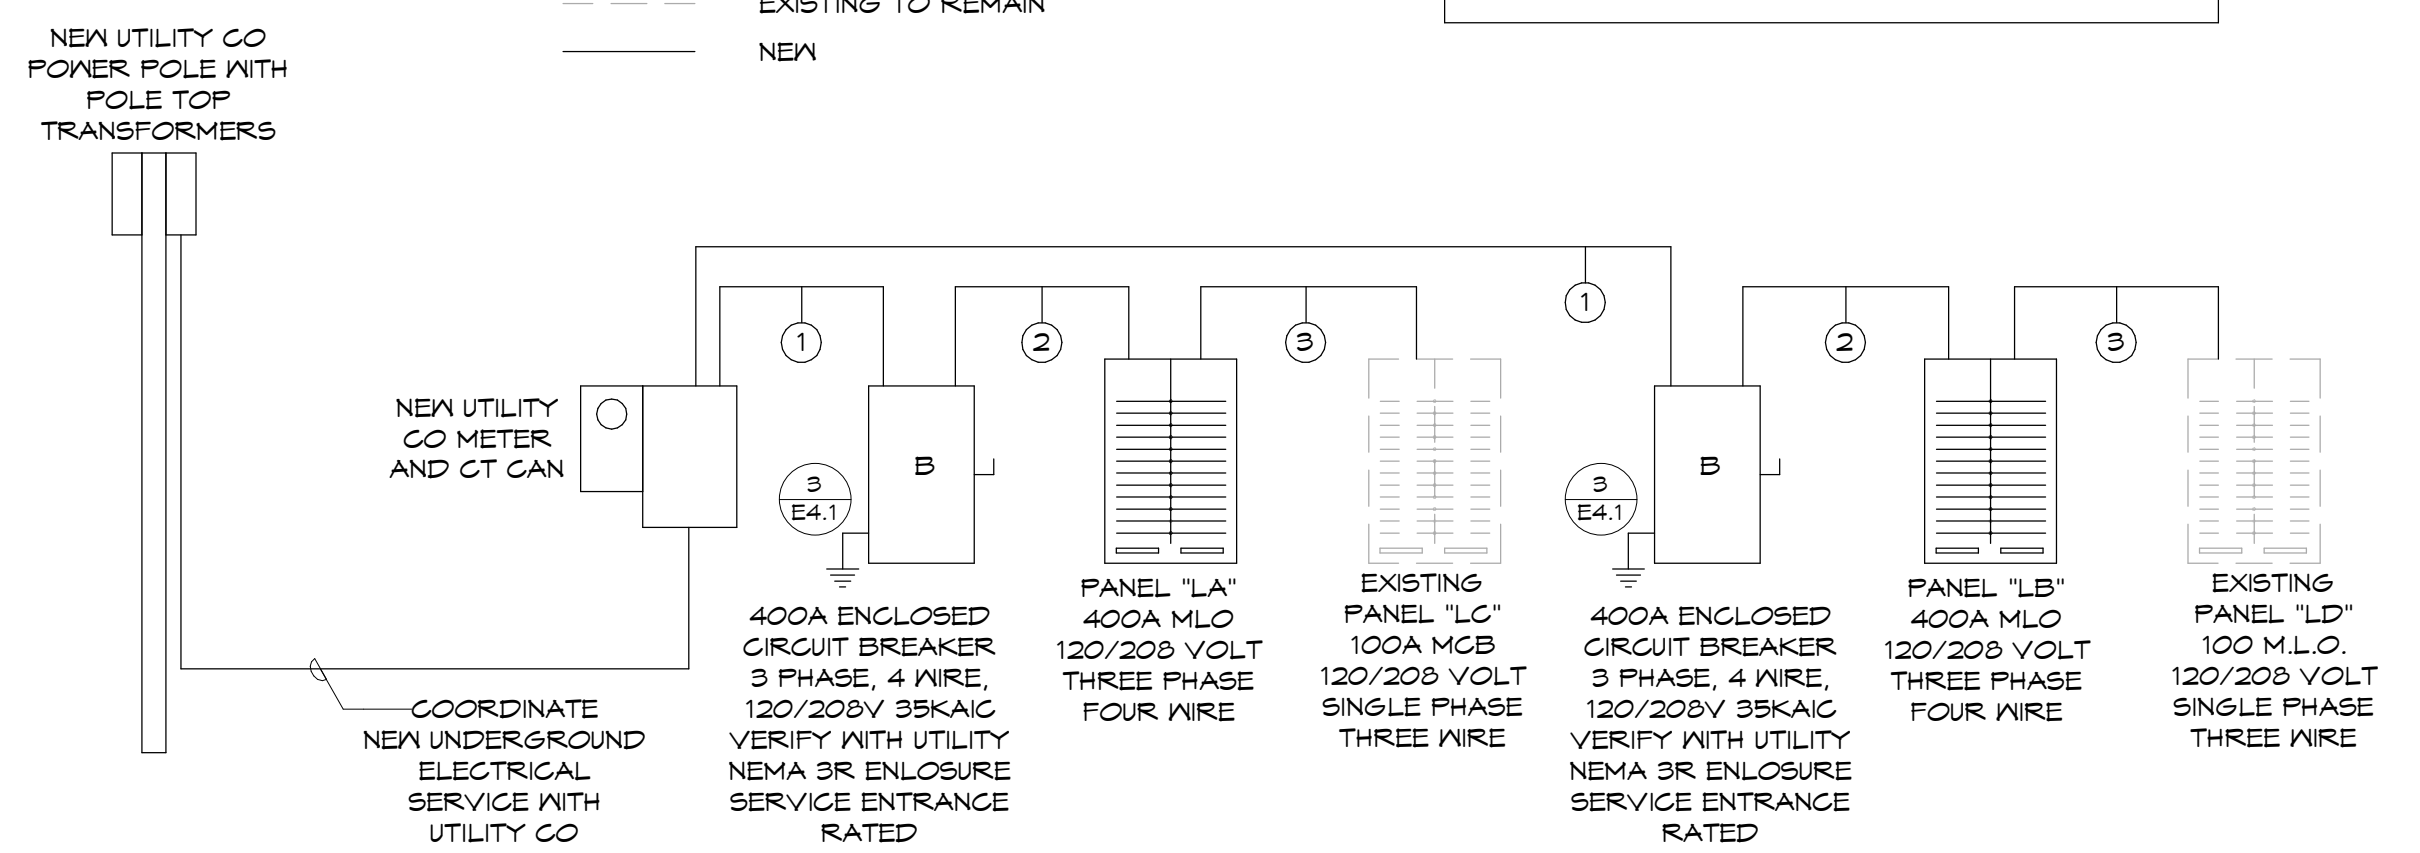 EXISTING TO REMAIN
NEW
NEW UTILITY CO
POWER POLE WITH
POLE TOP
TRANSFORMERS
1
2
3
1
2
3
NEW UTILITY
CO METER
AND CT CAN
B
3
E4.1
B
3
E4.1
COORDINATE
NEW UNDERGROUND
ELECTRICAL
SERVICE WITH
UTILITY CO
400A ENCLOSED
CIRCUIT BREAKER
3 PHASE, 4 WIRE,
120/208V 35KAIC
VERIFY WITH UTILITY
NEMA 3R ENLOSURE
SERVICE ENTRANCE
RATED
PANEL "LA"
400A MLO
120/208 VOLT
THREE PHASE
FOUR WIRE
EXISTING
PANEL "LC"
100A MCB
120/208 VOLT
SINGLE PHASE
THREE WIRE
400A ENCLOSED
CIRCUIT BREAKER
3 PHASE, 4 WIRE,
120/208V 35KAIC
VERIFY WITH UTILITY
NEMA 3R ENLOSURE
SERVICE ENTRANCE
RATED
PANEL "LB"
400A MLO
120/208 VOLT
THREE PHASE
FOUR WIRE
EXISTING
PANEL "LD"
100 M.L.O.
120/208 VOLT
SINGLE PHASE
THREE WIRE